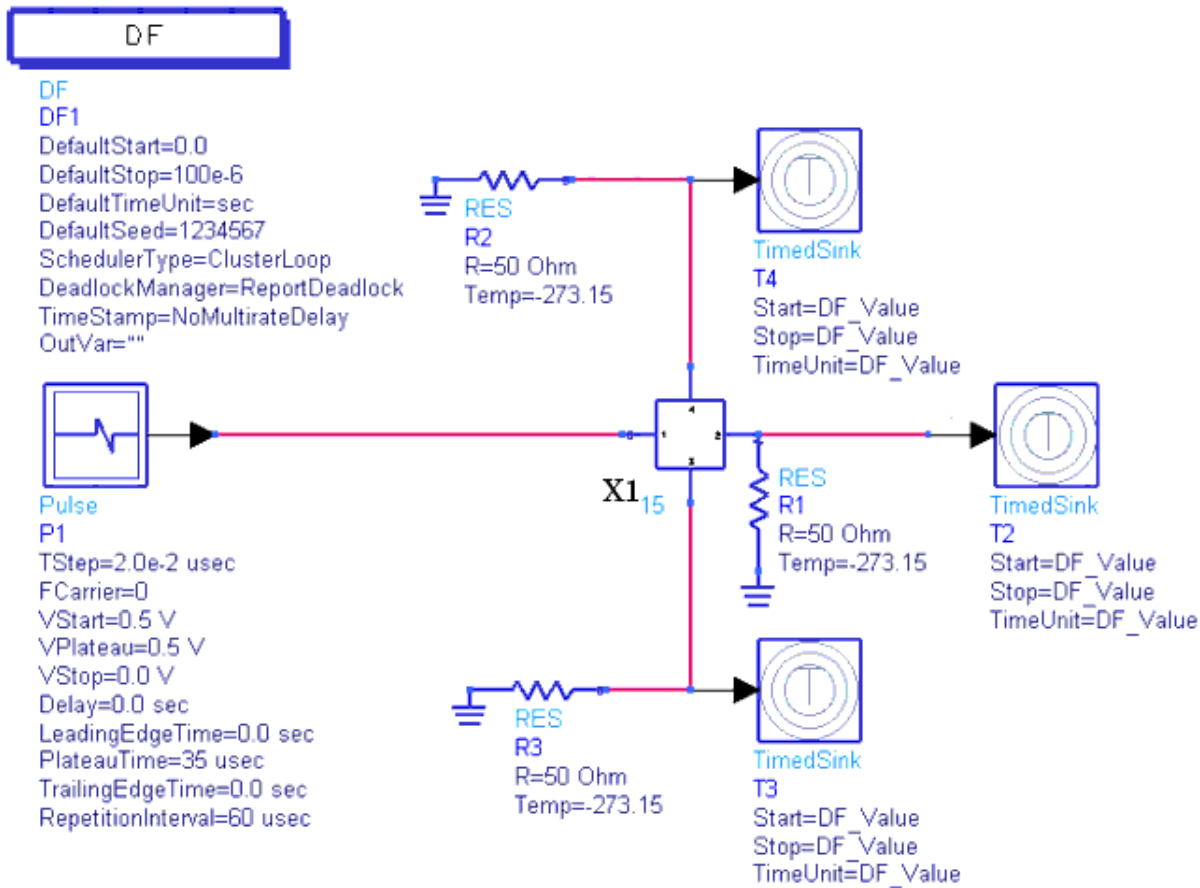 DF
DF
DF1
DefaultStart=0.0
DefaultStop=100e-6
DefaultTimeUnit=sec
DefaultSeed=1234567
SchedulerType=ClusterLoop
DeadlockManager=ReportDeadlock
TimeStamp=NoMultirateDelay
OutVar=""
RES
R2
R=50 Ohm
Temp=-273.15
T
TimedSink
T4
Start=DF_Value
Stop=DF_Value
TimeUnit=DF_Value
Pulse
P1
TStep=2.0e-2 usec
FCarrier=0
VStart=0.5 V
VPlateau=0.5 V
VStop=0.0 V
Delay=0.0 sec
LeadingEdgeTime=0.0 sec
PlateauTime=35 usec
TrailingEdgeTime=0.0 sec
RepetitionInterval=60 usec
4
1
2
3
X1
15
RES
R1
R=50 Ohm
Temp=-273.15
T
TimedSink
T2
Start=DF_Value
Stop=DF_Value
TimeUnit=DF_Value
RES
R3
R=50 Ohm
Temp=-273.15
T
TimedSink
T3
Start=DF_Value
Stop=DF_Value
TimeUnit=DF_Value